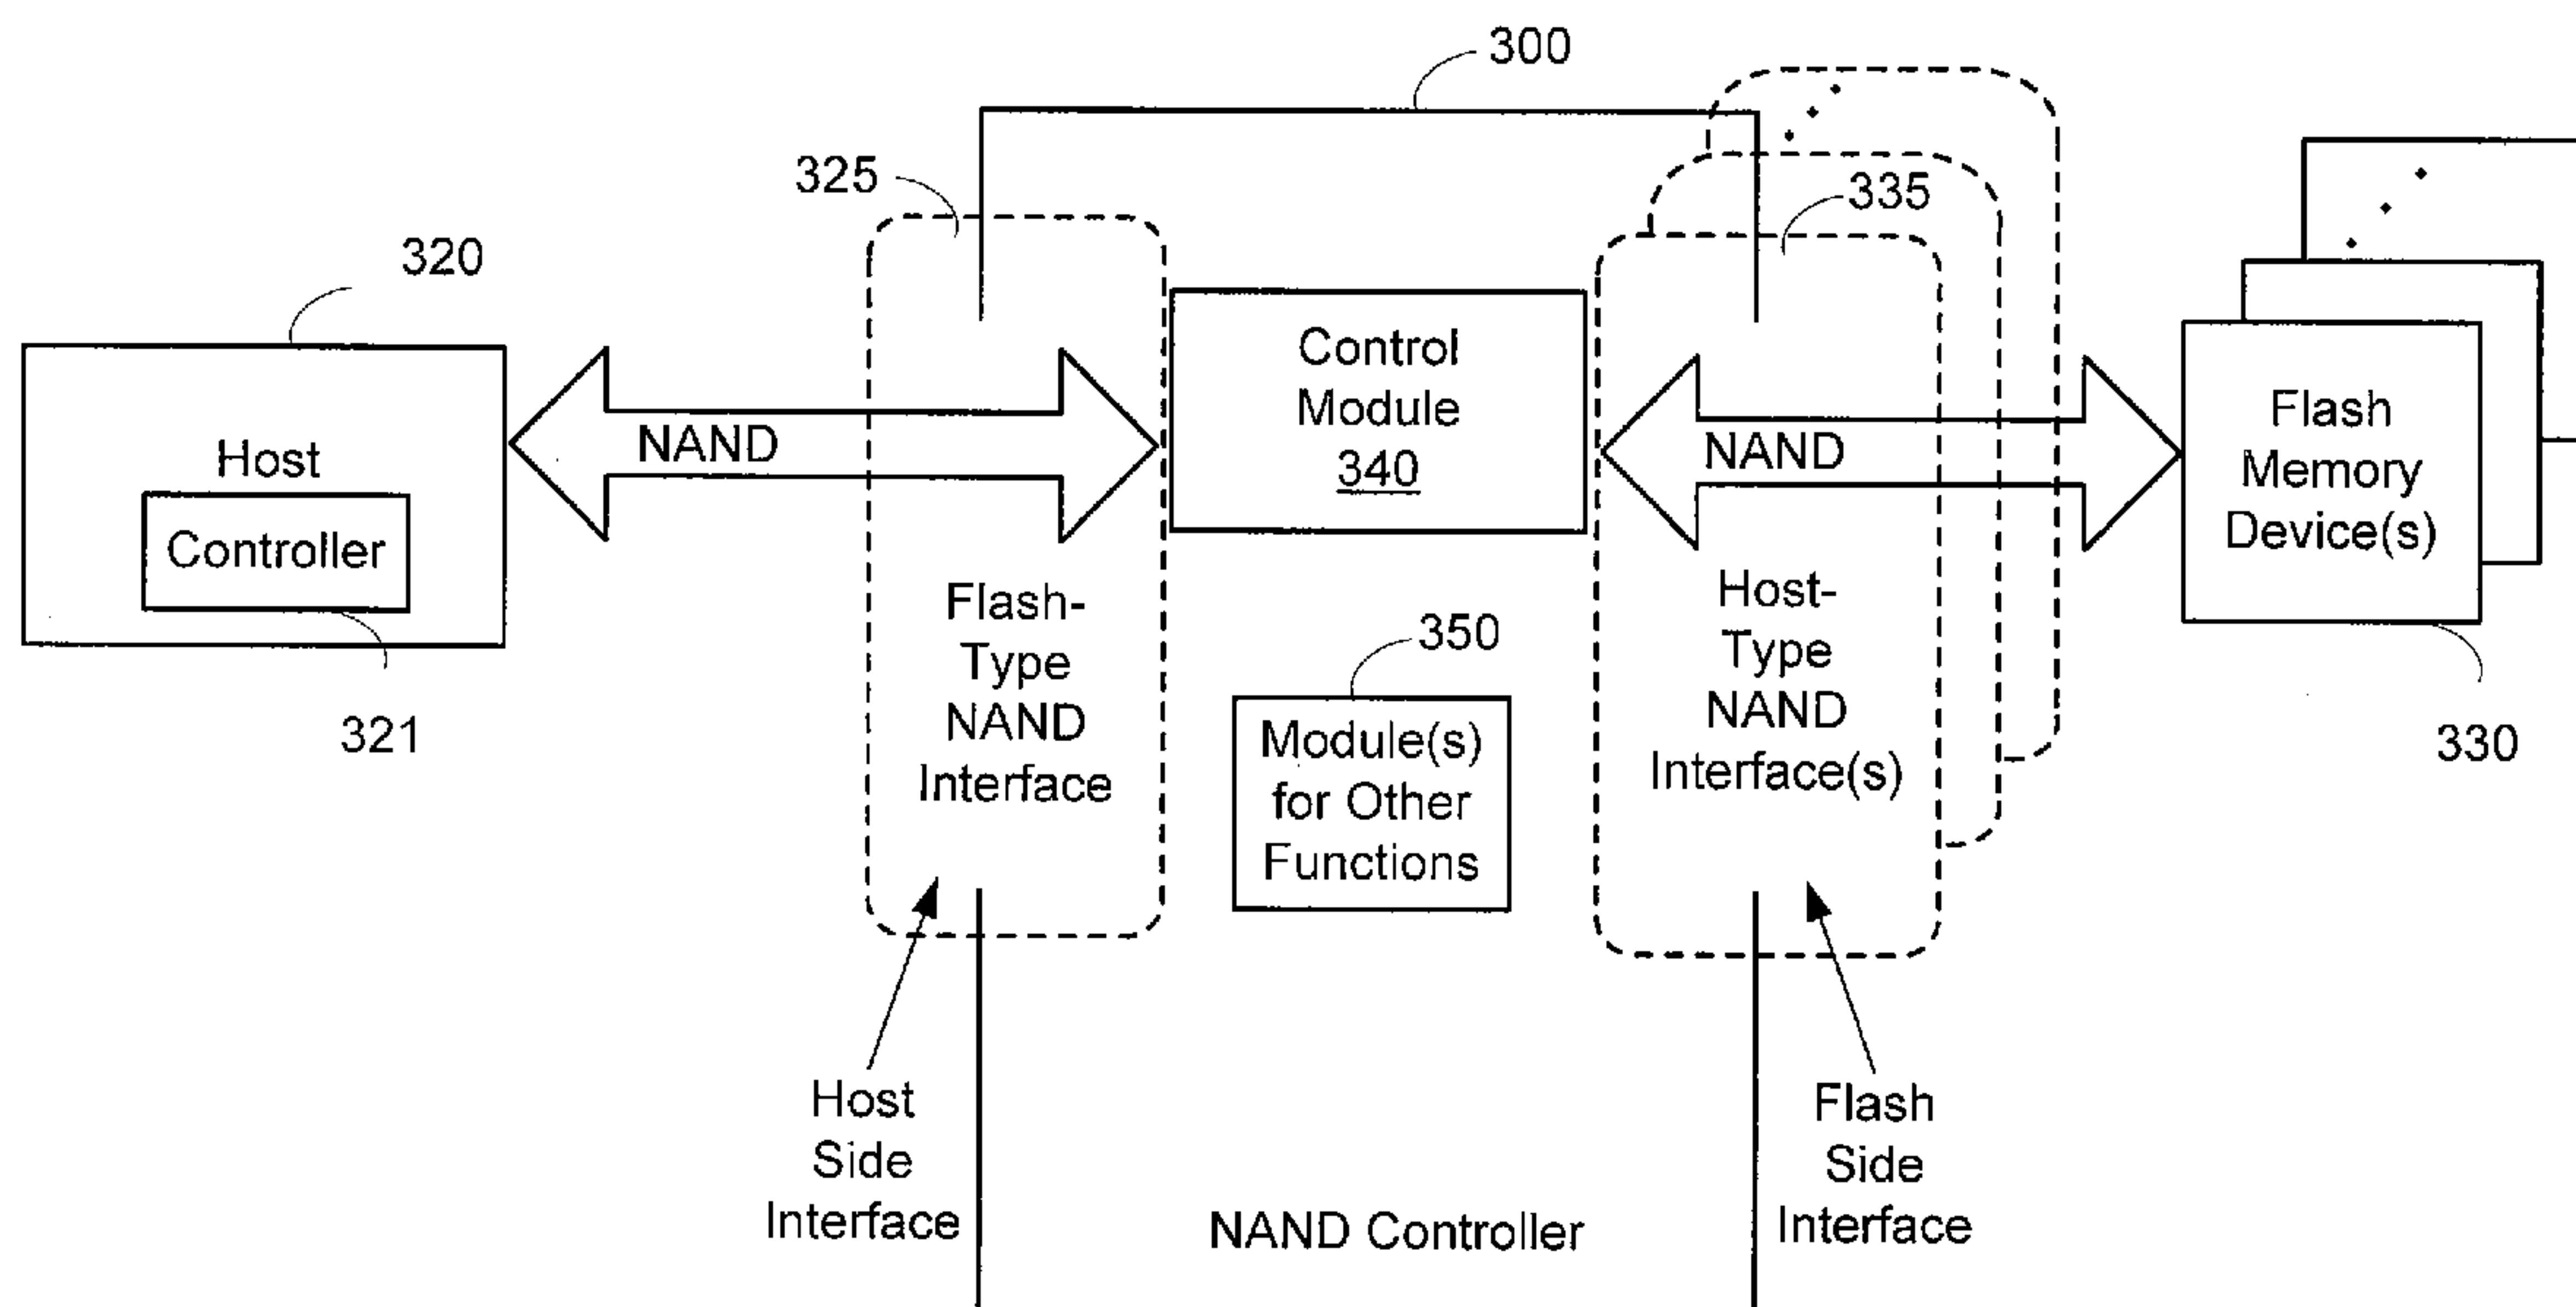 300
325
335
320
Host
Controller
321
NAND
Control
Module
340
NAND
Flash
Memory
Device(s)
330
Flash-
Type
NAND
Interface
350
Module(s)
for Other
Functions
Host-
Type
NAND
Interface(s)
Host
Side
Interface
NAND Controller
Flash
Side
Interface